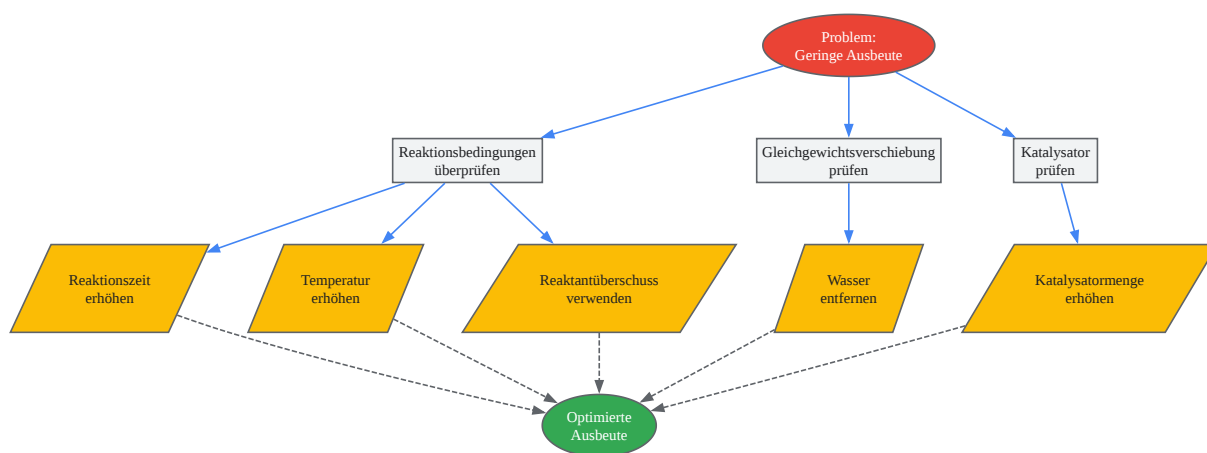 Problem:
Geringe Ausbeute
Reaktionsbedingungen
überprüfen
Gleichgewichtsverschiebung
prüfen
Katalysator
prüfen
Reaktionszeit
erhöhen
Temperatur
erhöhen
Reaktantüberschuss
verwenden
Wasser
entfernen
Katalysatormenge
erhöhen
Optimierte
Ausbeute